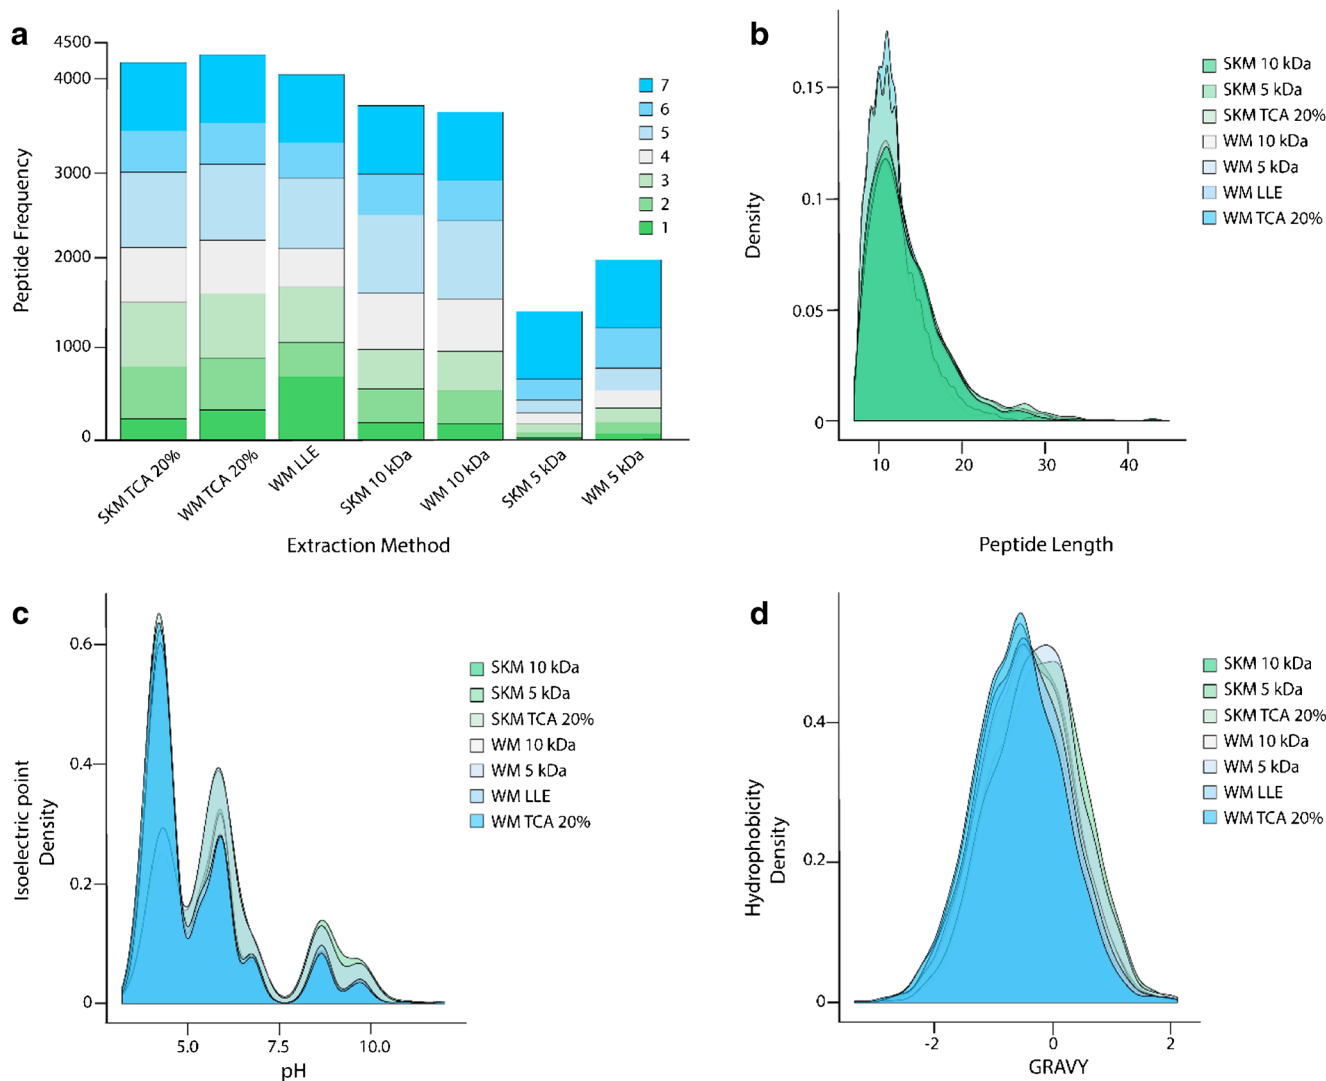 a
4500
4000
3000
2000
1000
0
Peptide Frequency
7
6
5
4
3
2
1
SKM TCA 20%
WM TCA 20%
WM LLE
SKM 10 kDa
WM 10 kDa
SKM 5 kDa
WM 5 kDa
Extraction Method
b
0.15
0.1
0.05
0
Density
10
20
30
40
Peptide Length
SKM 10 kDa
SKM 5 kDa
SKM TCA 20%
WM 10 kDa
WM 5 kDa
WM LLE
WM TCA 20%
c
0.6
0.4
0.2
0
Isoelectric point
Density
5.0
7.5
10.0
pH
SKM 10 kDa
SKM 5 kDa
SKM TCA 20%
WM 10 kDa
WM 5 kDa
WM LLE
WM TCA 20%
d
0.4
0.2
0
Hydrophobicity
Density
-2
0
2
GRAVY
SKM 10 kDa
SKM 5 kDa
SKM TCA 20%
WM 10 kDa
WM 5 kDa
WM LLE
WM TCA 20%